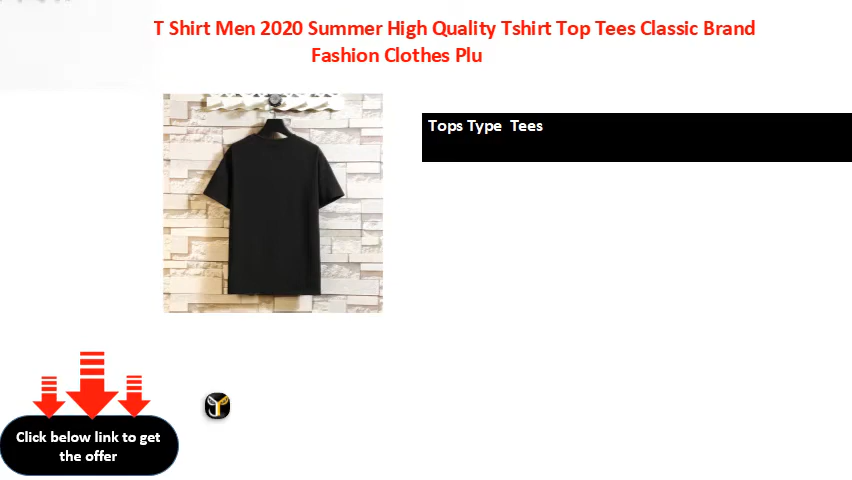 T Shirt Men 2020 Summer High Quality Tshirt Top Tees Classic Brand
Fashion Clothes Plu
Tops Type Tees
Click below link to get
the offer